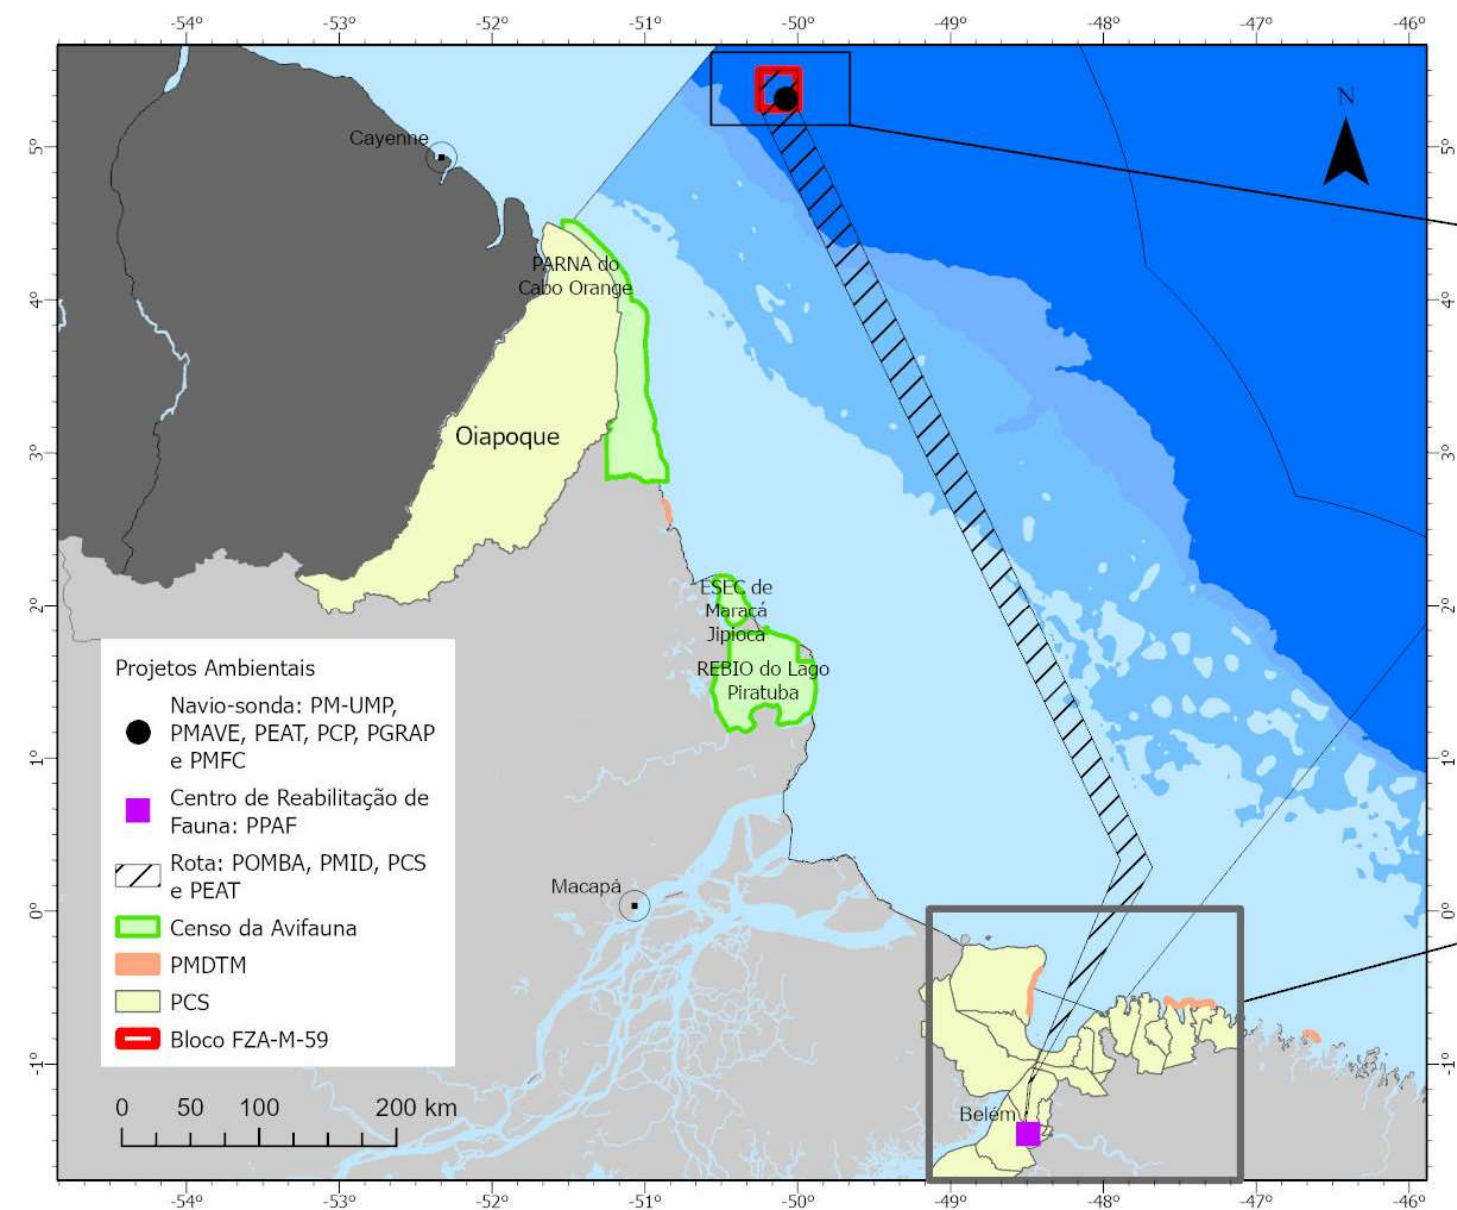 -54° -53° -52° -51° -50° -49° -48° -47° -46°
N
Cayenne
5° 5°
PARNA do
Cabo Orange
4° 4°
Oiapoque
3° 3°
ESEC de
Maracá
Jipioca
2° 2°
REBIO do Lago
Piratuba
Projetos Ambientais
Navio-sonda: PM-UMP,
PMAVE, PEAT, PCP, PGRAP
e PMFC
1° 1°
Centro de Reabilitação de
Fauna: PPAF
Rota: POMBA, PMID, PCS
e PEAT
Macapá
0° 0°
Censo da Avifauna
PMDTM
PCS
Bloco FZA-M-59
-1° -1°
0 50 100 200 km
Belém
-54° -53° -52° -51° -50° -49° -48° -47° -46°